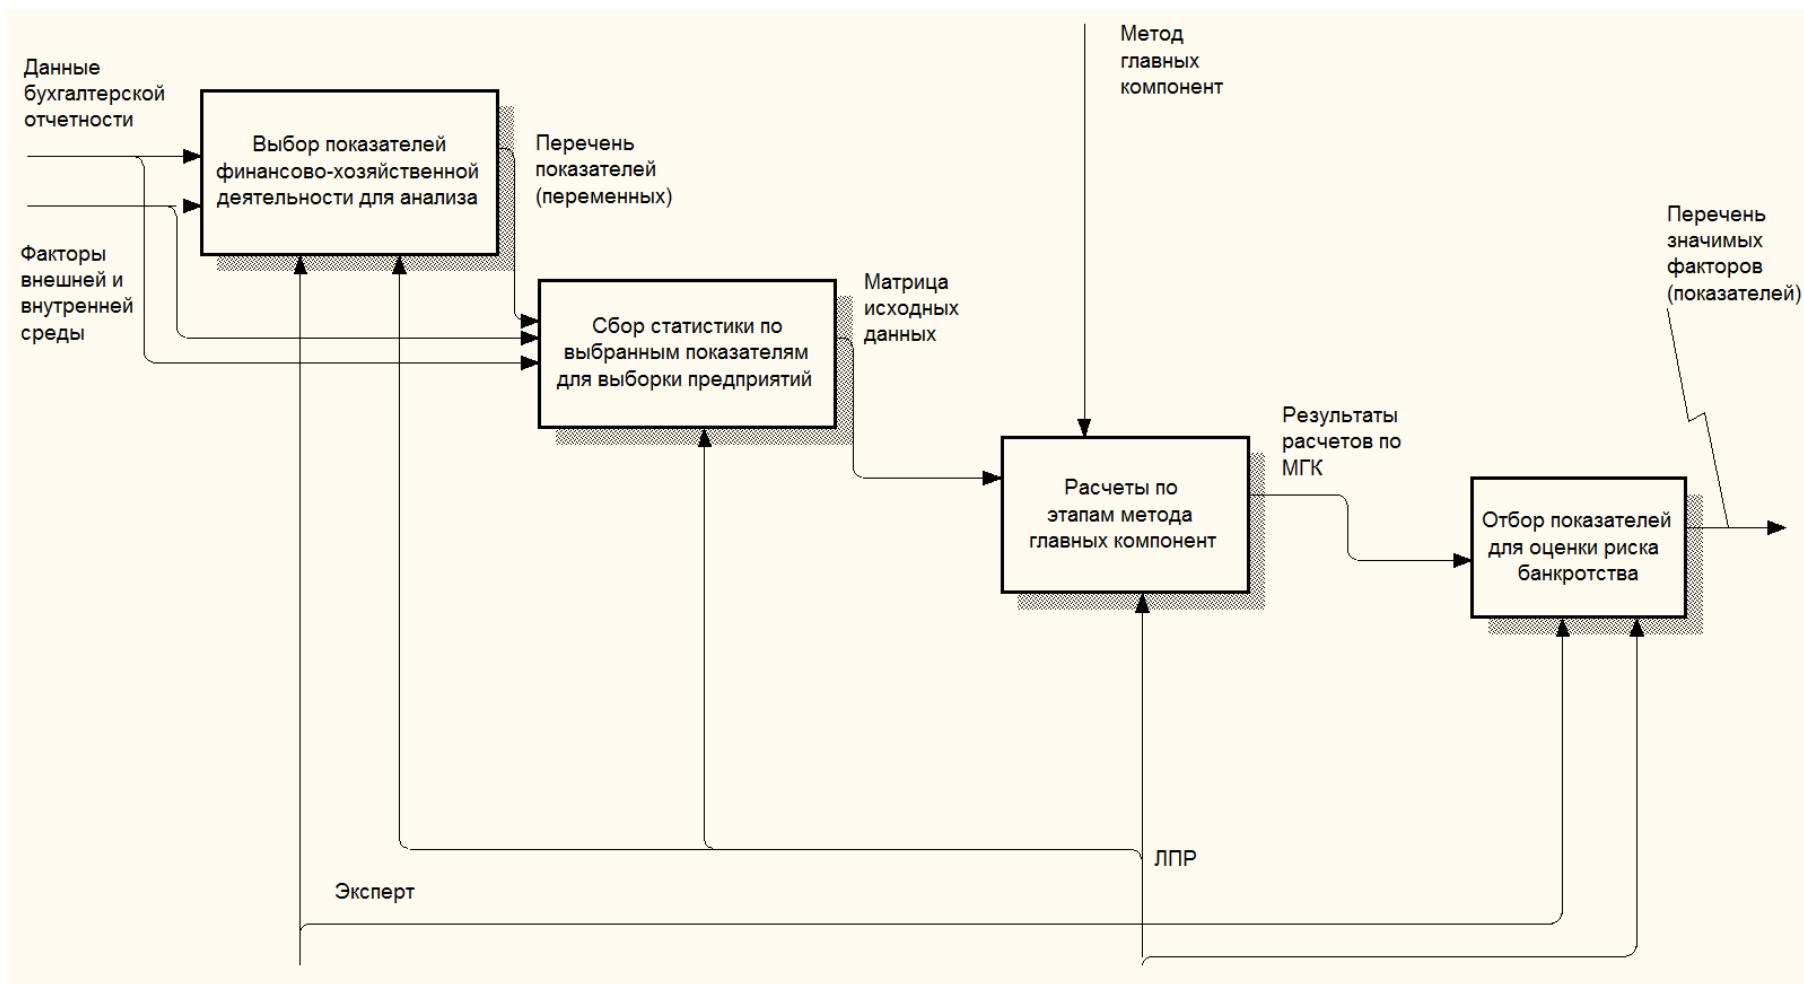 Данные
бухгалтерской
отчетности
Выбор показателей
финансово-хозяйственной
деятельности для анализа
Перечень
показателей
(переменных)
Метод
главных
компонент
Факторы
внешней и
внутренней
среды
Сбор статистики по
выбранным показателям
для выборки предприятий
Матрица
исходных
данных
Перечень
значимых
факторов
(показателей)
Расчеты по
этапам метода
главных компонент
Результаты
расчетов по
МГК
Отбор показателей
для оценки риска
банкротства
ЛПР
Эксперт